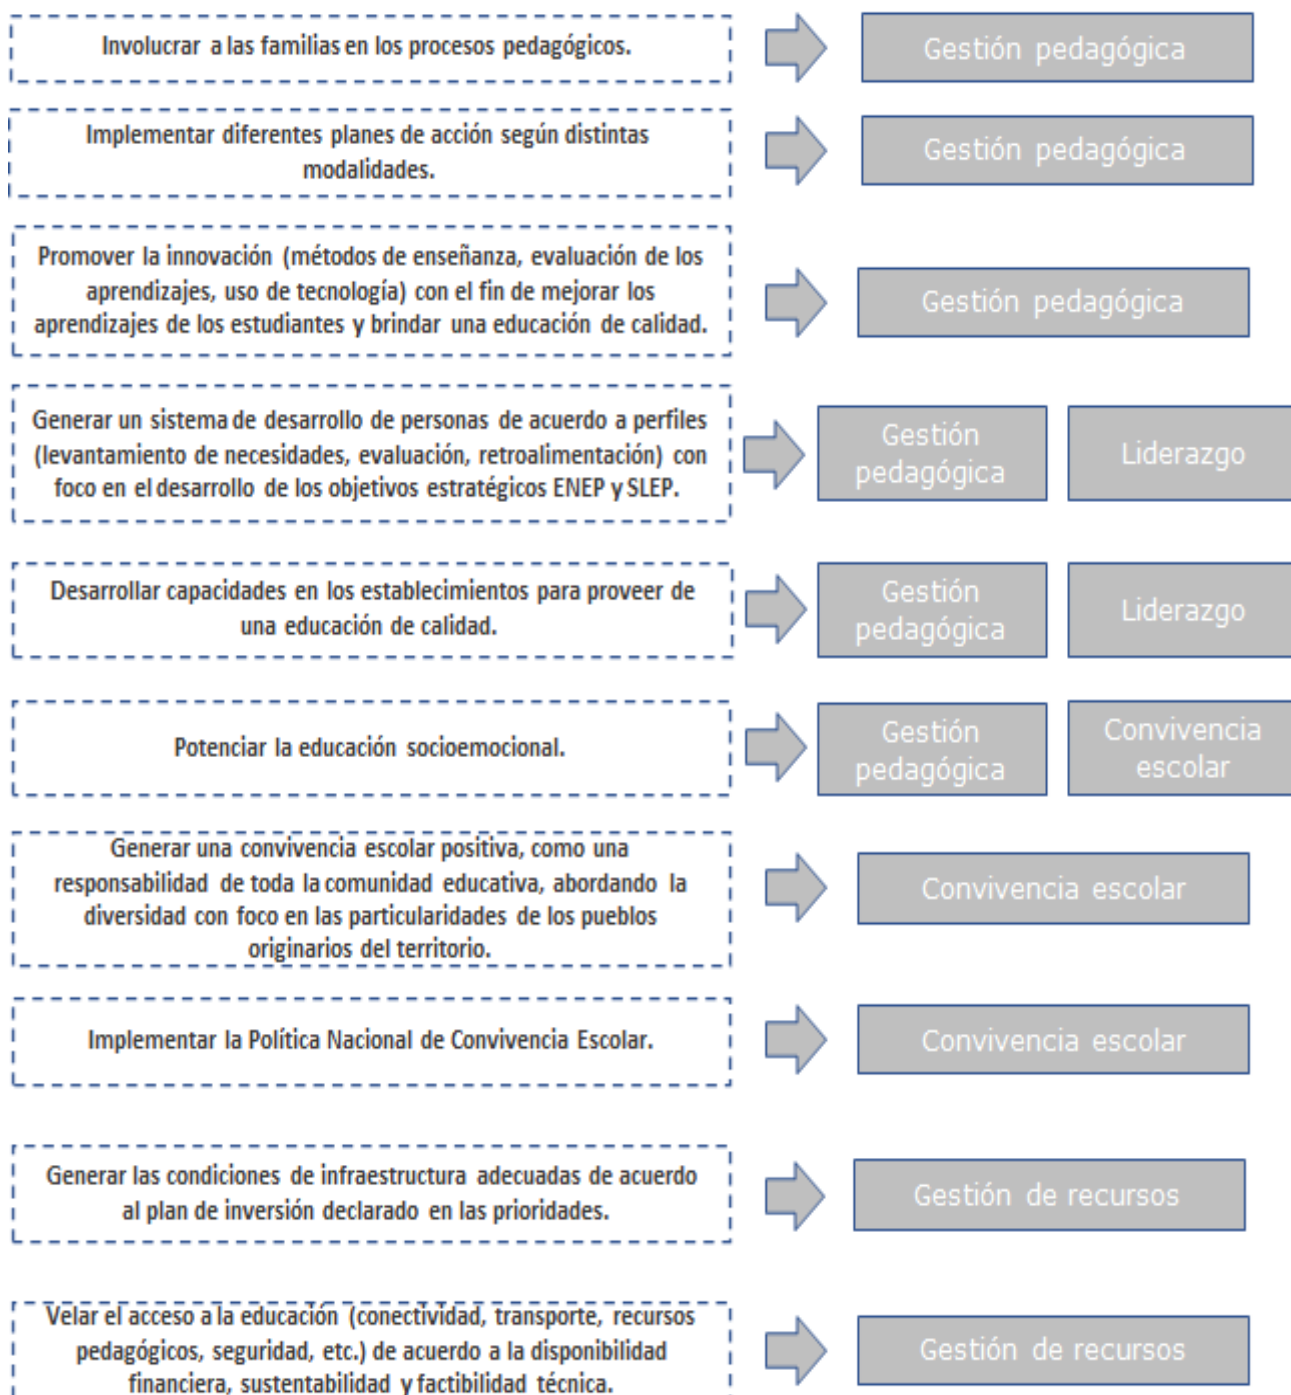 Involucrar a las familias en los procesos pedagógicos.
Gestión pedagógica
Implementar diferentes planes de acción según distintas
modalidades.
Gestión pedagógica
Promover la innovación (métodos de enseñanza, evaluación de los
aprendizajes, uso de tecnología) con el fin de mejorar los
aprendizajes de los estudiantes y brindar una educación de calidad.
Gestión pedagógica
Generar un sistema de desarrollo de personas de acuerdo a perfiles
(levantamiento de necesidades, evaluación, retroalimentación) con
foco en el desarrollo de los objetivos estratégicos ENEP y SLEP.
Gestión
pedagógica
Liderazgo
Desarrollar capacidades en los establecimientos para proveer de
una educación de calidad.
Gestión
pedagógica
Liderazgo
Potenciar la educación socioemocional.
Gestión
pedagógica
Convivencia
escolar
Generar una convivencia escolar positiva, como una
responsabilidad de toda la comunidad educativa, abordando la
diversidad con foco en las particularidades de los pueblos
originarios del territorio.
Convivencia escolar
Implementar la Política Nacional de Convivencia Escolar.
Convivencia escolar
Generar las condiciones de infraestructura adecuadas de acuerdo
al plan de inversión declarado en las prioridades.
Gestión de recursos
Velar el acceso a la educación (conectividad, transporte, recursos
pedagógicos, seguridad, etc.) de acuerdo a la disponibilidad
financiera, sustentabilidad y factibilidad técnica.
Gestión de recursos